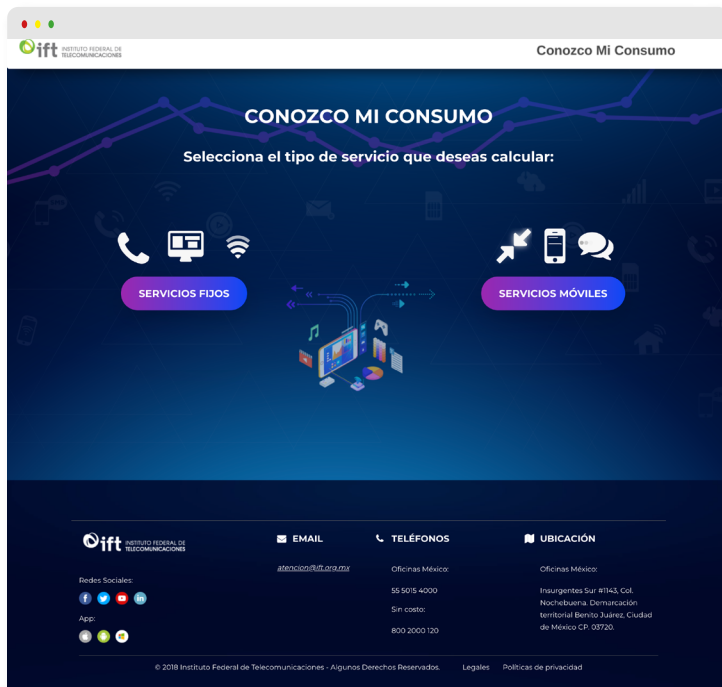 ift INSTITUTO FEDERAL DE
TELECOMUNICACIONES
Conozco Mi Consumo
CONOZCO MI CONSUMO
Selecciona el tipo de servicio que deseas calcular:
SERVICIOS FIJOS
SERVICIOS MÓVILES
ift INSTITUTO FEDERAL DE
TELECOMUNICACIONES
Redes Sociales:
App:
EMAIL
atencion@ift.org.mx
TELÉFONOS
Oficinas México:
55 5015 4000
Sin costo:
800 2000 120
UBICACIÓN
Oficinas México:
Insurgentes Sur #1143, Col.
Nochebuena. Demarcación
territorial Benito Juárez, Ciudad
de México CP. 03720.
© 2018 Instituto Federal de Telecomunicaciones - Algunos Derechos Reservados. Legales Políticas de privacidad